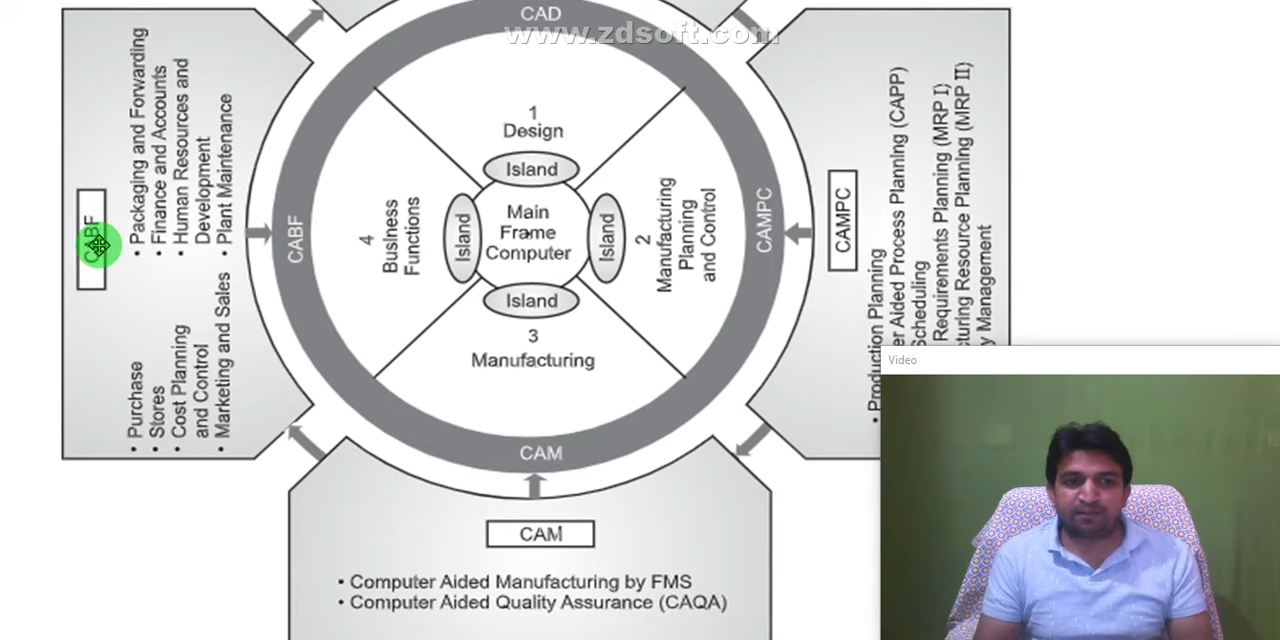 CAD
www.zdsoft.com
CABF
• Packaging and Forwarding
• Finance and Accounts
• Human Resources and
Development
• Plant Maintenance
• Purchase
• Stores
• Cost Planning
and Control
• Marketing and Sales
CABF
1
Design
Island
4
Business
Functions
Island
Main
Frame
Computer
Island
2
Manufacturing
Planning
and Control
Island
3
Manufacturing
CAMPC
CAM
CAMPC
• Production Planning
Aided Process Planning (CAPP)
Scheduling
Requirements Planning (MRP I)
Resource Planning (MRP II)
Management
Video
CAM
• Computer Aided Manufacturing by FMS
• Computer Aided Quality Assurance (CAQA)